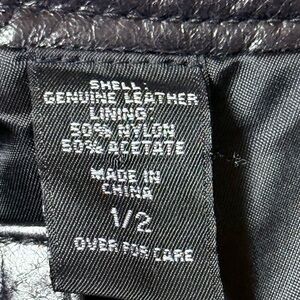 SHELL:
GENUINE LEATHER
LINING:
50% NYLON
50% ACETATE
MADE IN
CHINA
1/2
OVER FOR CARE